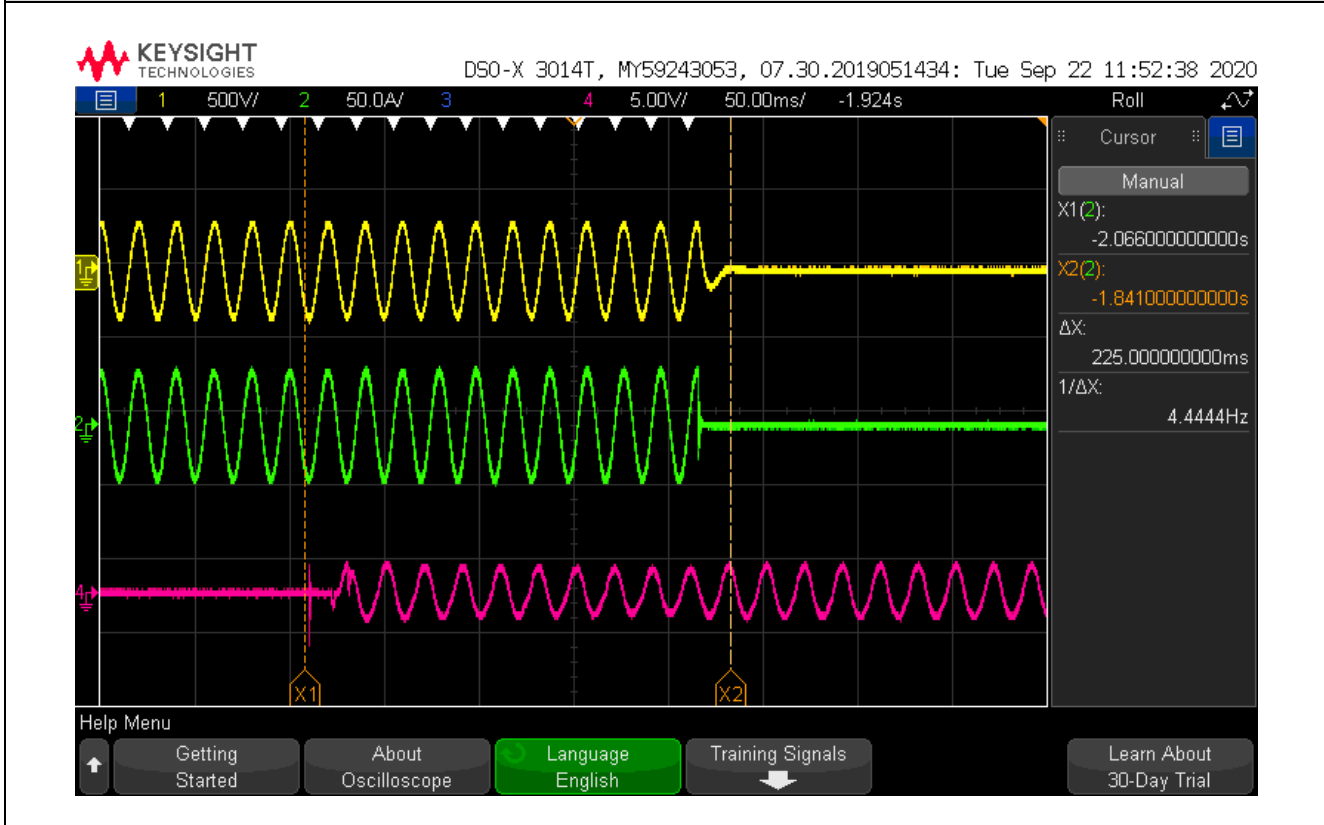 KEYSIGHT
TECHNOLOGIES
DSO-X 3014T, MY59243053, 07.30.2019051434: Tue Sep 22 11:52:38 2020
1 500V/ 2 50.0A/ 3 4 5.00V/ 50.00ms/ -1.924s Roll
Cursor
Manual
X1(2):
-2.066000000000s
X2(2):
-1.841000000000s
ΔX:
225.000000000ms
1/ΔX:
4.4444Hz
1
2
4
X1 X2
Help Menu
Getting Started
About Oscilloscope
Language English
Training Signals
Learn About 30-Day Trial